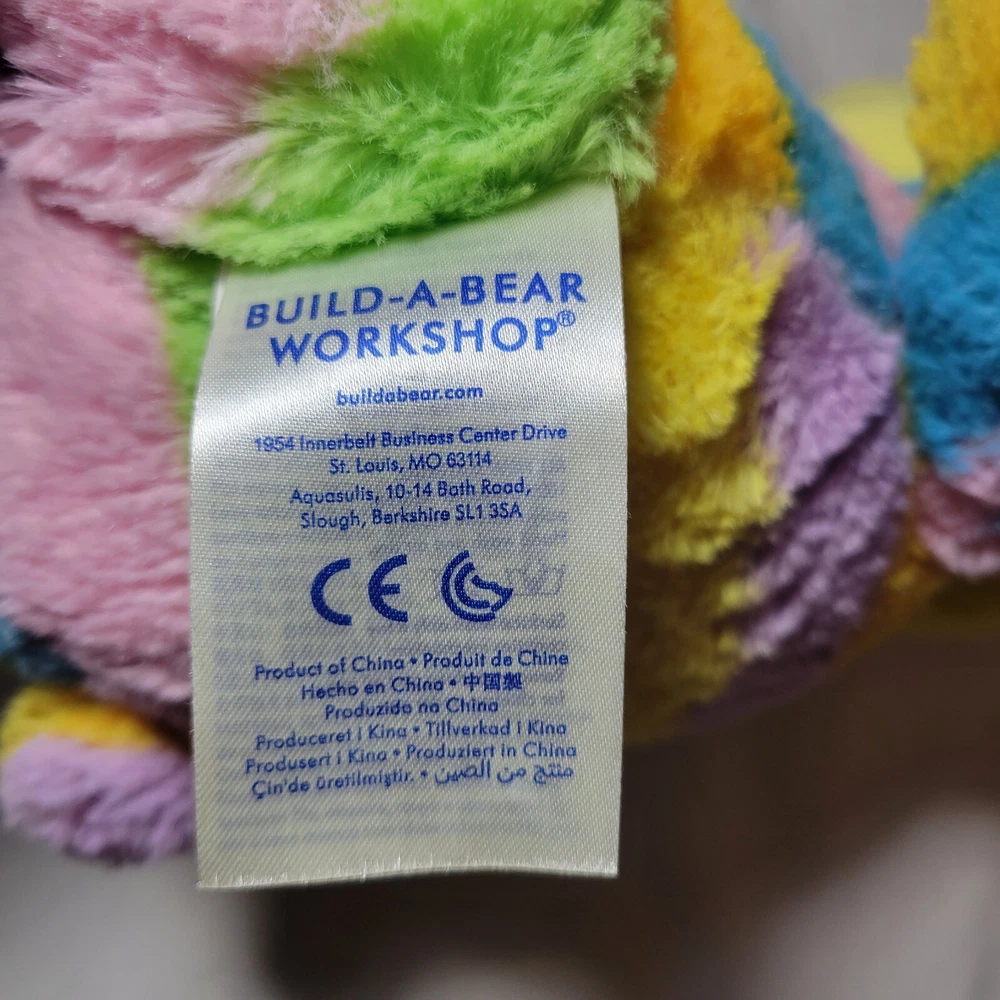 BUILD-A-BEAR
WORKSHOP®
buildabear.com
1954 Innerbelt Business Center Drive
St. Louis, MO 63114
Aquasulis, 10-14 Bath Road,
Slough, Berkshire SL1 3SA
CE
Product of China • Produit de Chine
Hecho en China • 中国製
Produzido na China
Produceret i Kina • Tillverkad i Kina
Produsert i Kina • Produziert in China
Çin'de üretilmiştir. • منتج من الصين